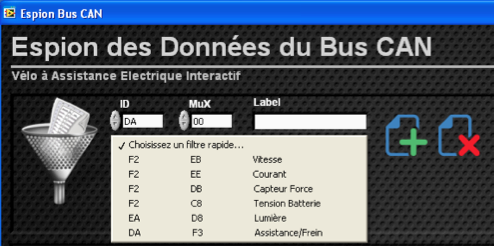 Espion Bus CAN
Espion des Données du Bus CAN
Vélo à Assistance Electrique Interactif
ID MuX Label
DA 00
✓ Choisissez un filtre rapide...
F2 EB Vitesse
F2 EE Courant
F2 DB Capteur Force
F2 C8 Tension Batterie
EA D8 Lumière
DA F3 Assistance/Frein